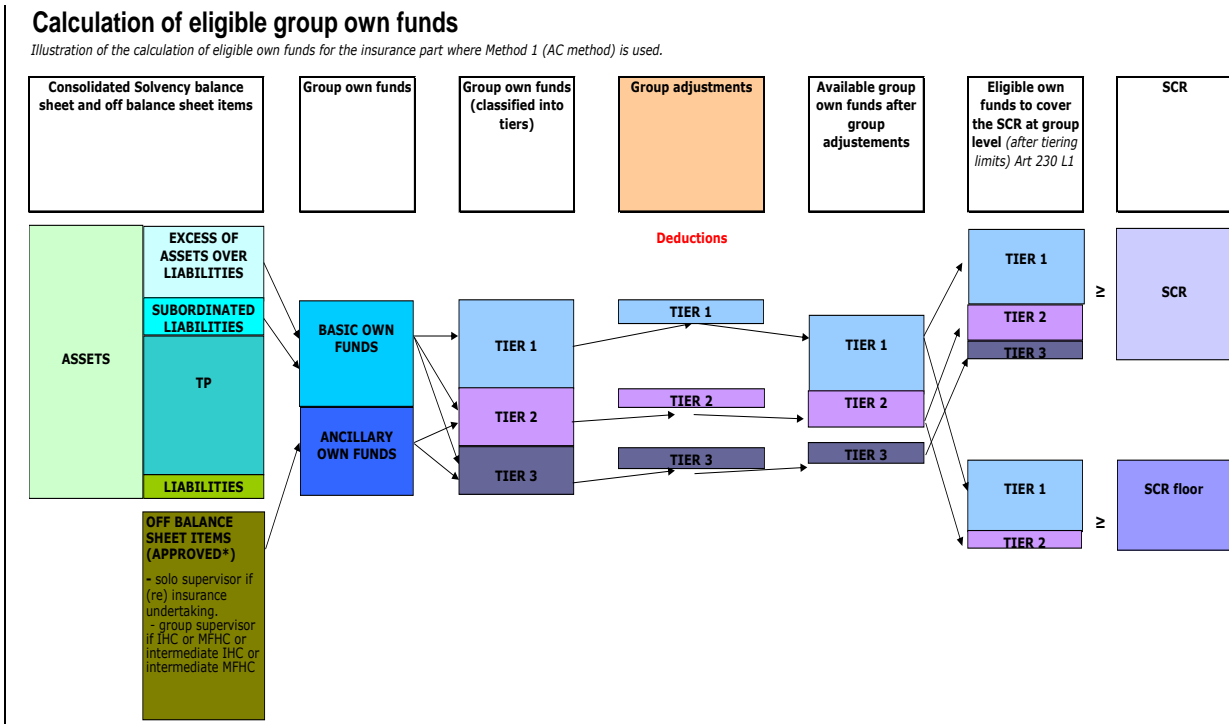 Calculation of eligible group own funds
Illustration of the calculation of eligible own funds for the insurance part where Method 1 (AC method) is used.
Consolidated Solvency balance
sheet and off balance sheet items
Group own funds
Group own funds
(classified into
tiers)
Group adjustments
Available group
own funds after
group
adjustements
Eligible own
funds to cover
the SCR at group
level (after tiering
limits) Art 230 L1
SCR
ASSETS
EXCESS OF
ASSETS OVER
LIABILITIES
SUBORDINATED
LIABILITIES
TP
LIABILITIES
OFF BALANCE
SHEET ITEMS
(APPROVED*)
- solo supervisor if
(re) insurance
undertaking.
- group supervisor
if IHC or MFHC or
intermediate IHC or
intermediate MFHC
BASIC OWN
FUNDS
ANCILLARY
OWN FUNDS
TIER 1
TIER 2
TIER 3
Deductions
TIER 1
TIER 2
TIER 3
TIER 1
TIER 2
TIER 3
TIER 1
TIER 2
TIER 3
≥
SCR
TIER 1
TIER 2
≥
SCR floor